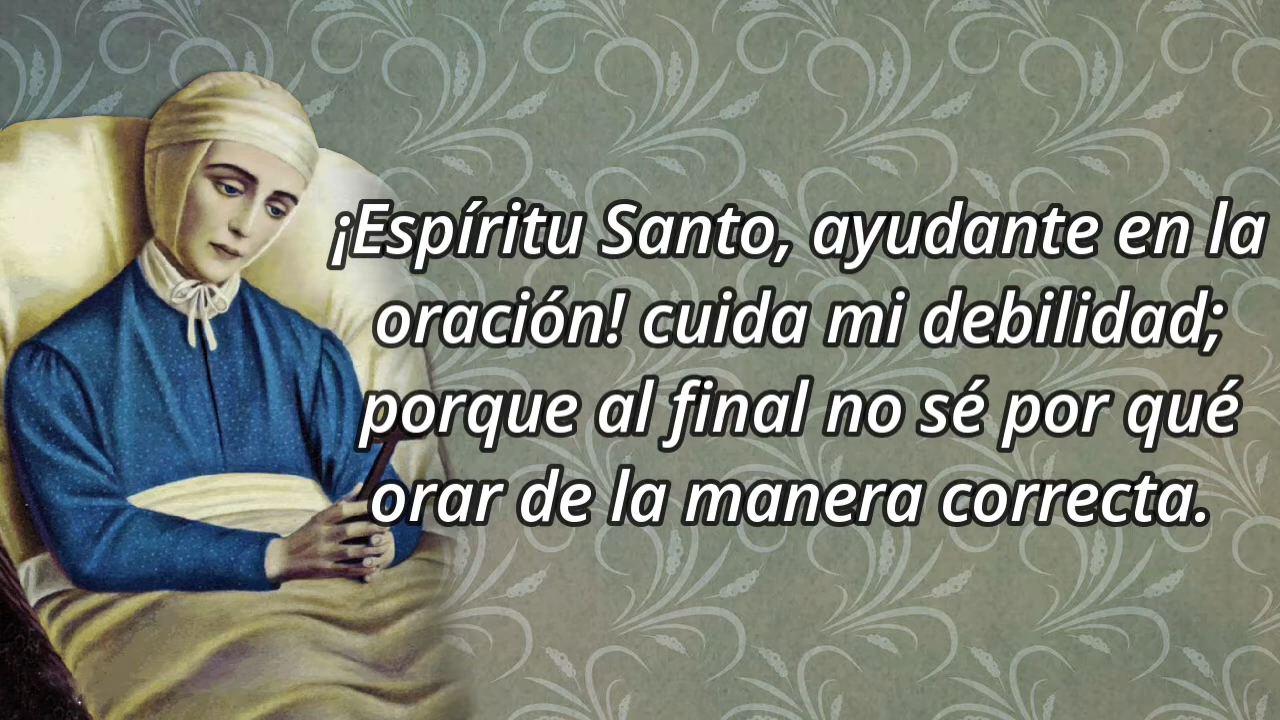 ¡Espíritu Santo, ayudante en la
oración! cuida mi debilidad;
porque al final no sé por qué
orar de la manera correcta.